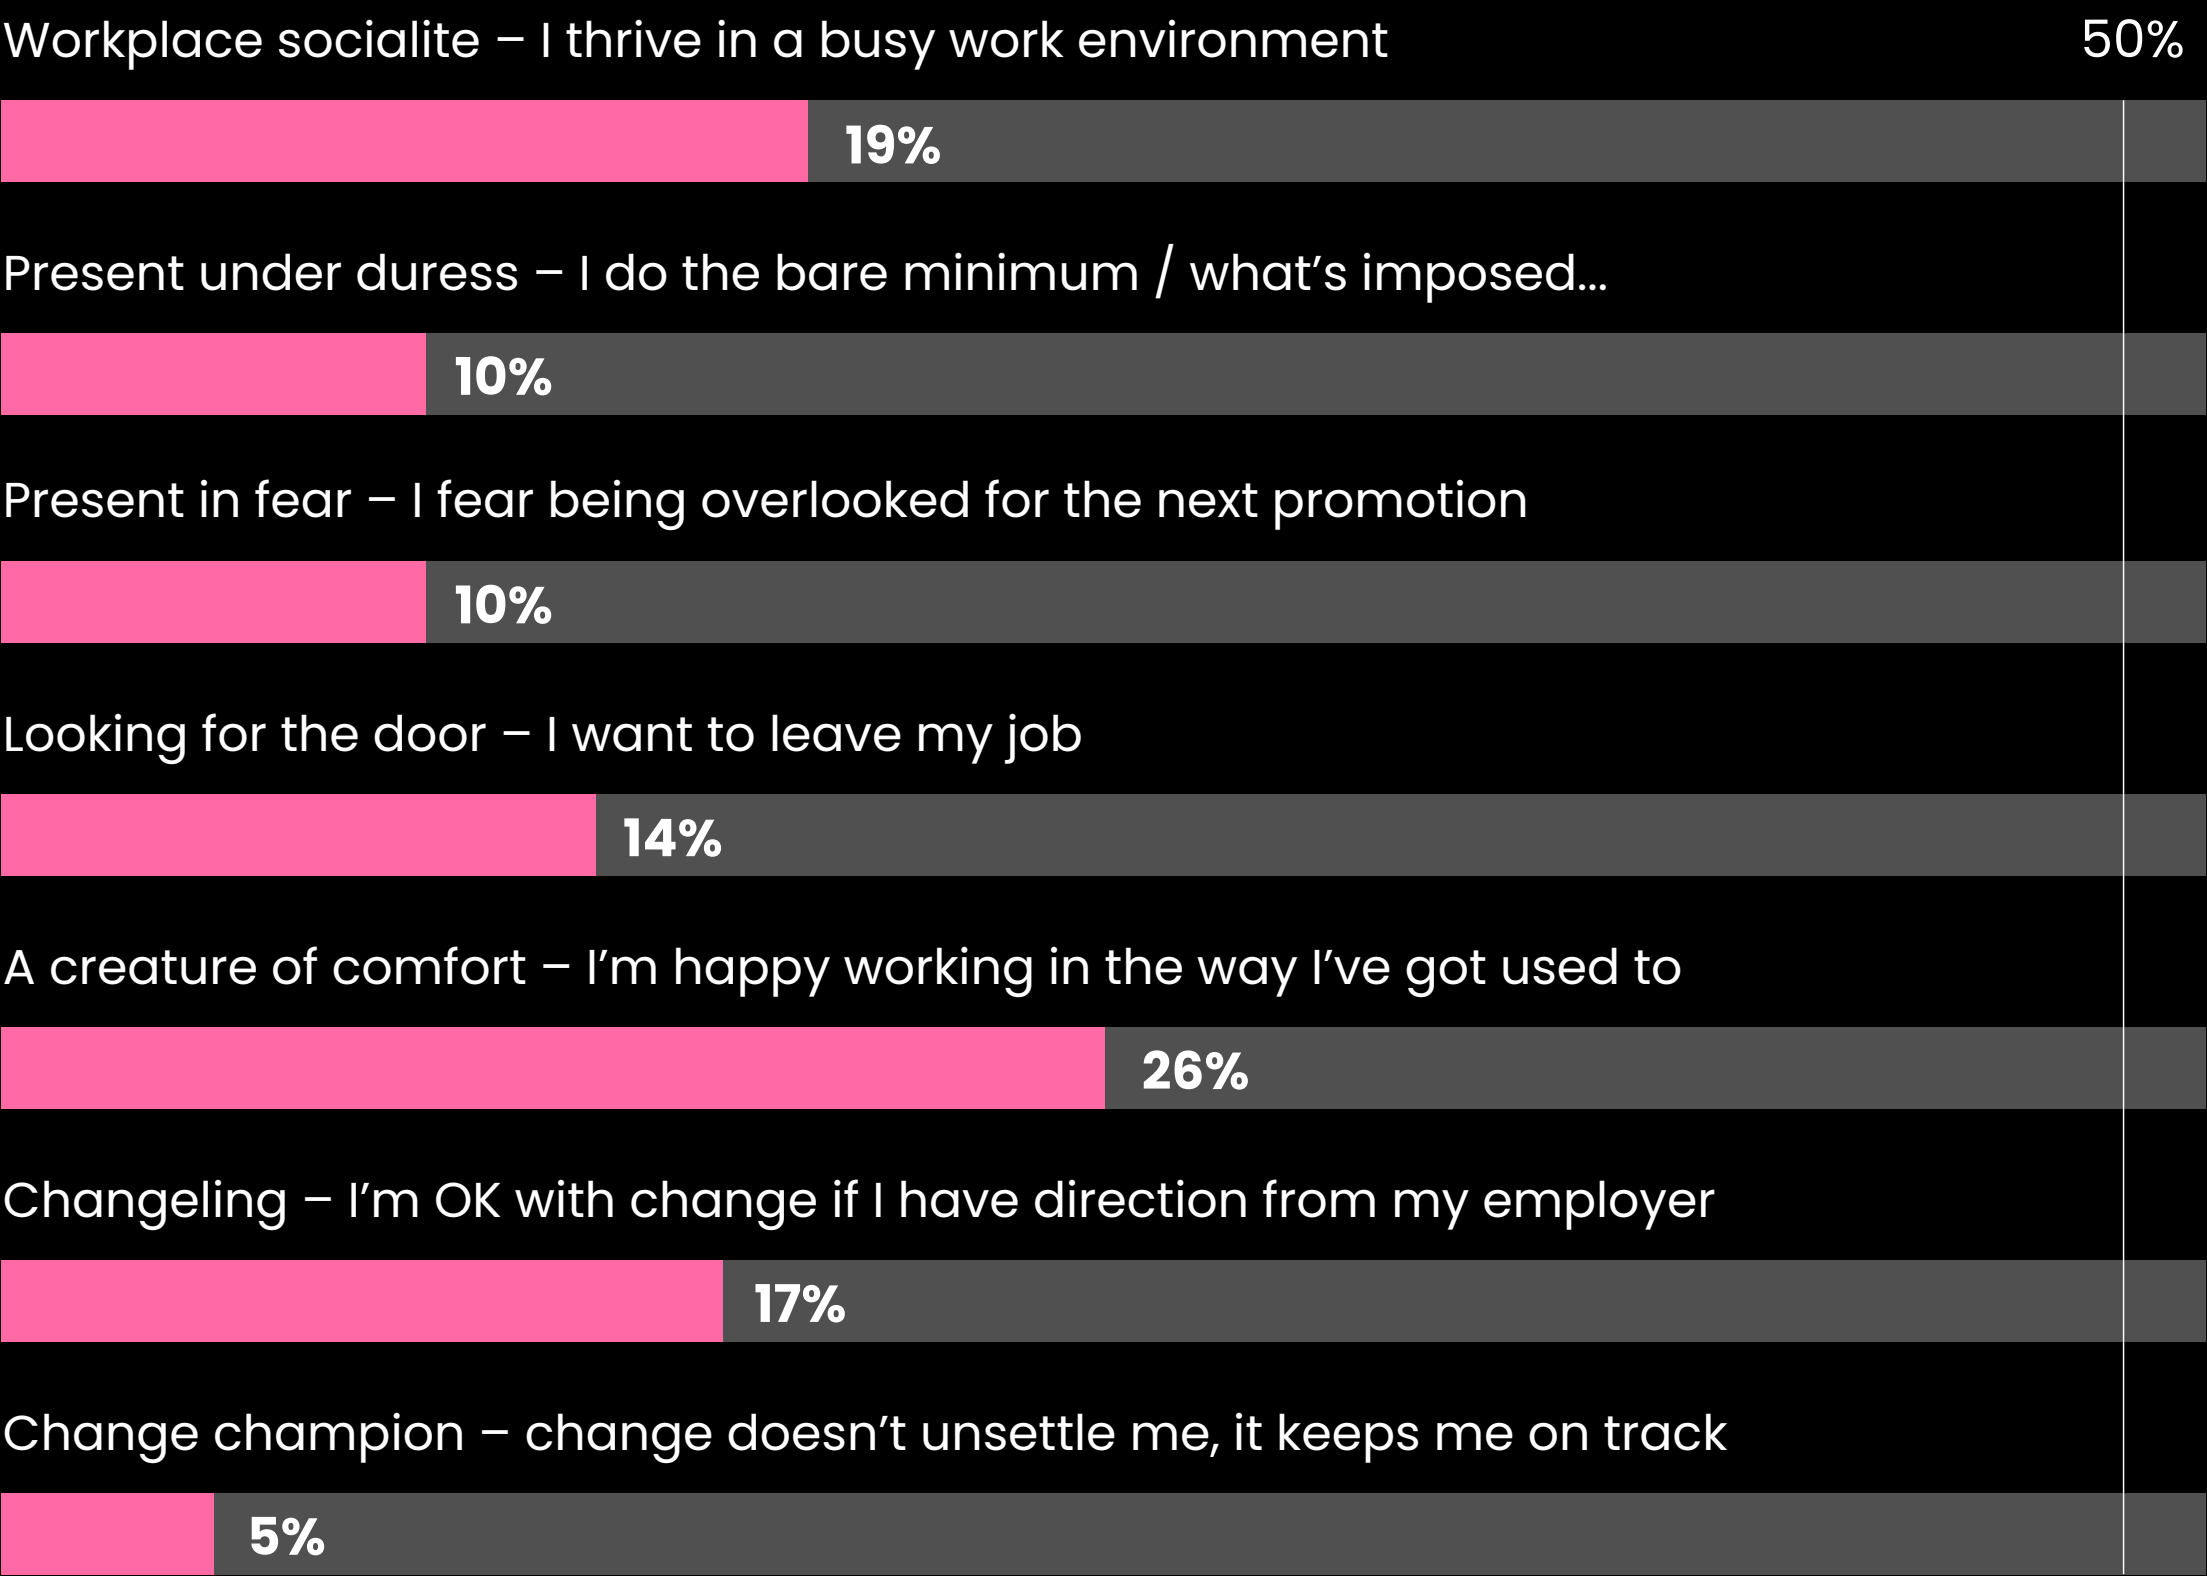 Workplace socialite – I thrive in a busy work environment 50%
19%
Present under duress – I do the bare minimum / what’s imposed...
10%
Present in fear – I fear being overlooked for the next promotion
10%
Looking for the door – I want to leave my job
14%
A creature of comfort – I’m happy working in the way I’ve got used to
26%
Changeling – I’m OK with change if I have direction from my employer
17%
Change champion – change doesn’t unsettle me, it keeps me on track
5%